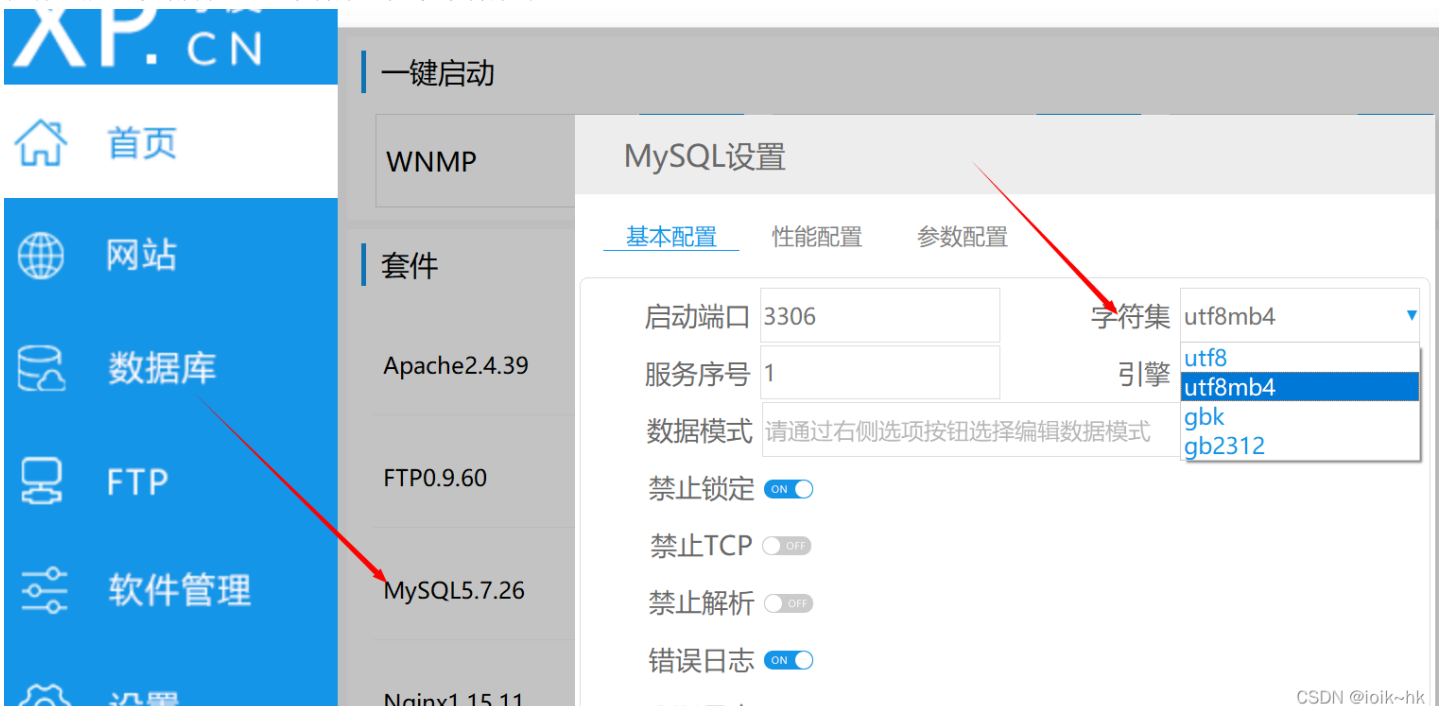 XP.CN
一键启动
首页
WNMP
MySQL设置
网站
基本配置 性能配置 参数配置
套件
启动端口 3306 字符集 utf8mb4
数据库
Apache2.4.39
服务序号 1 引擎
utf8
utf8mb4
gbk
gb2312
数据模式 请通过右侧选项按钮选择编辑数据模式
FTP
FTP0.9.60
禁止锁定 ON
禁止TCP OFF
软件管理
MySQL5.7.26
禁止解析 OFF
错误日志 ON
设置
Nginx1.15.11
CSDN @ioik~hk